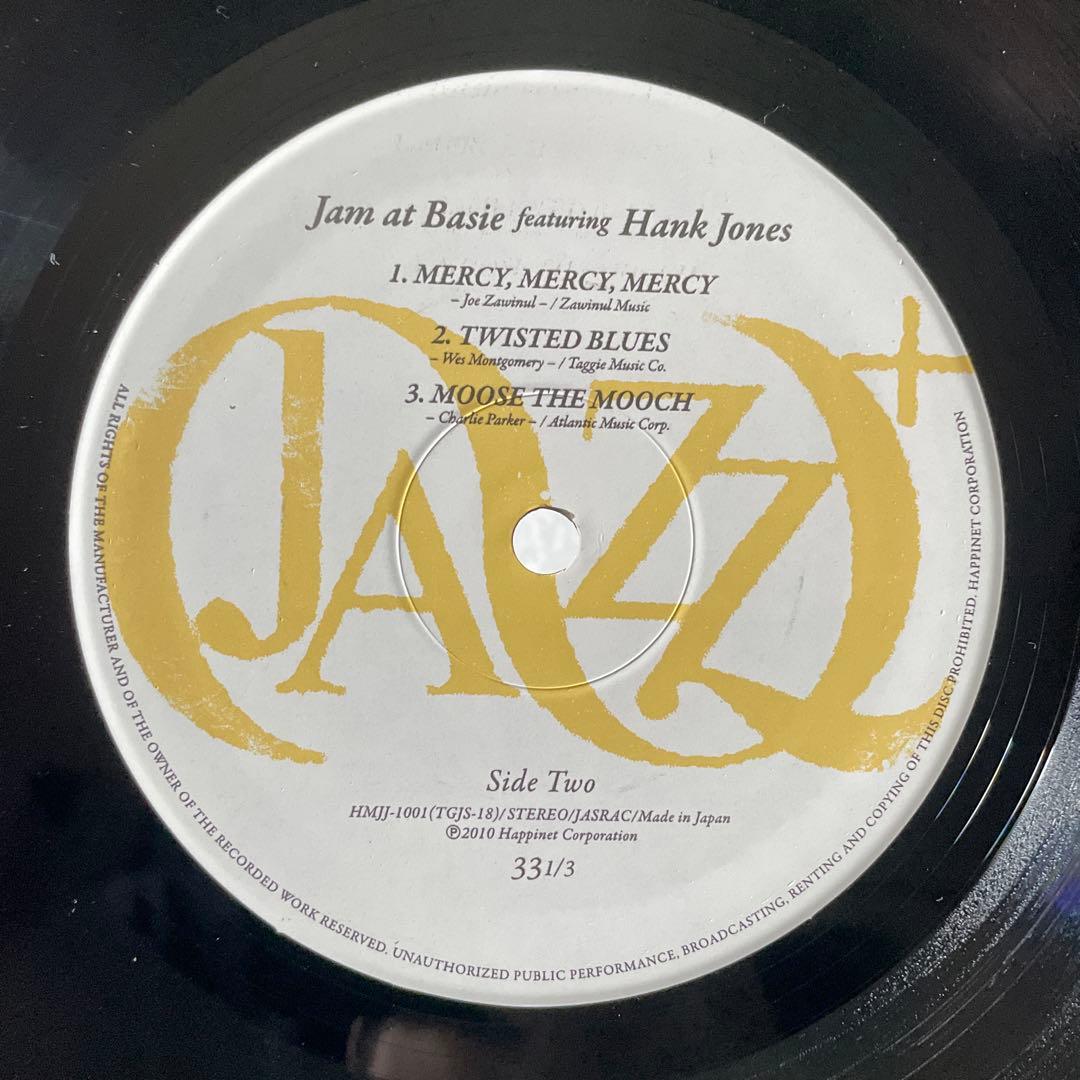 Jam at Basie featuring Hank Jones
1. MERCY, MERCY, MERCY
– Joe Zawinul – / Zawinul Music
2. TWISTED BLUES
– Wes Montgomery – / Taggie Music Co.
3. MOOSE THE MOOCH
– Charlie Parker – / Atlantic Music Corp.
JAZZ+
Side Two
HMJJ-1001(TGJS-18)/STEREO/JASRAC/Made in Japan
℗2010 Happinet Corporation
33 1/3
ALL RIGHTS OF THE MANUFACTURER AND OF THE OWNER OF THE RECORDED WORK RESERVED. UNAUTHORIZED PUBLIC PERFORMANCE, BROADCASTING, RENTING AND COPYING OF THIS DISC PROHIBITED. HAPPINET CORPORATION